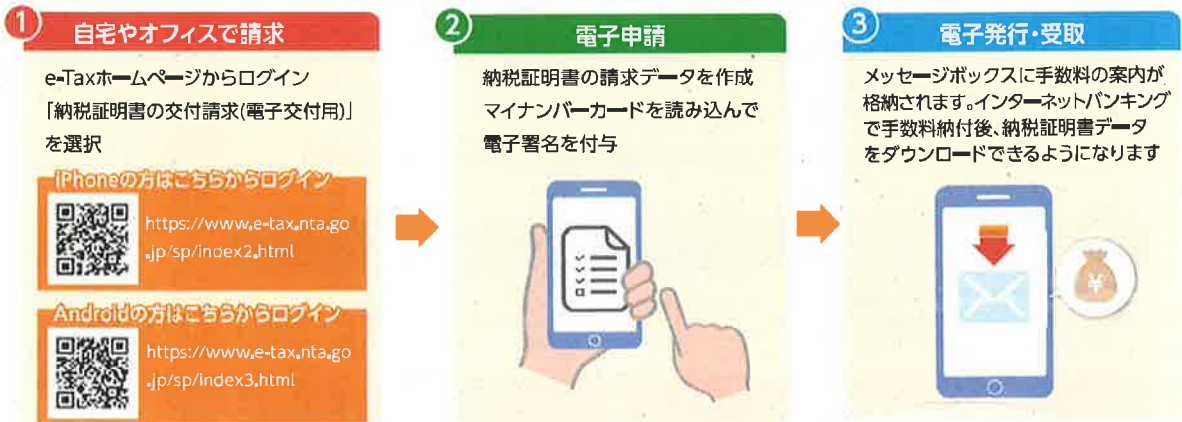 1 自宅やオフィスで請求
e-Taxホームページからログイン
「納税証明書の交付請求(電子交付用)」
を選択
iPhoneの方はこちらからログイン
https://www.e-tax.nta.go
.jp/sp/index2.html
Androidの方はこちらからログイン
https://www.e-tax.nta.go
.jp/sp/index3.html
2 電子申請
納税証明書の請求データを作成
マイナンバーカードを読み込んで
電子署名を付与
3 電子発行・受取
メッセージボックスに手数料の案内が
格納されます。インターネットバンキング
で手数料納付後、納税証明書データ
をダウンロードできるようになります
¥